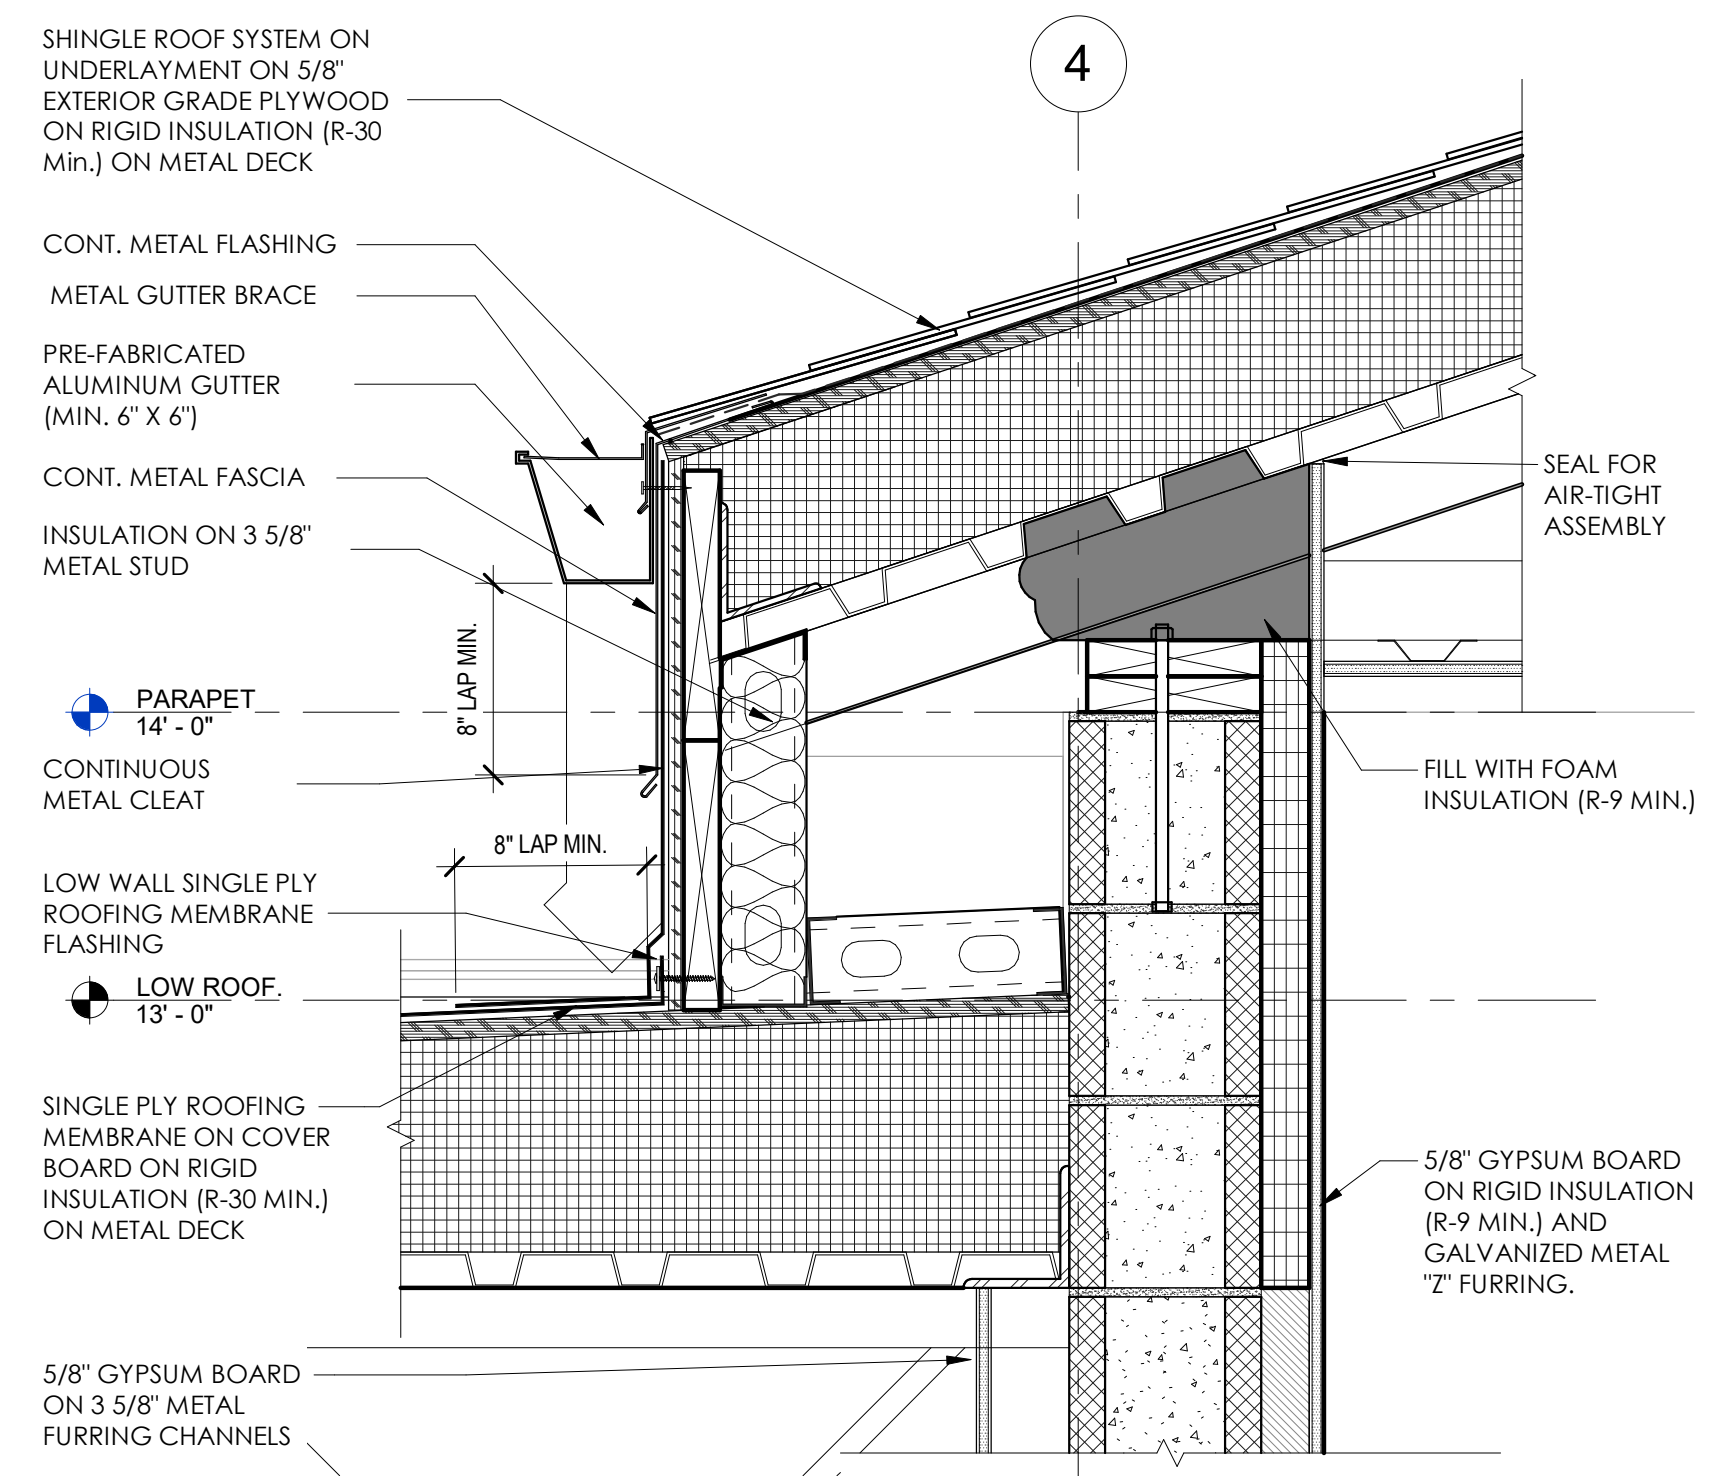 SHINGLE ROOF SYSTEM ON
UNDERLAYMENT ON 5/8"
EXTERIOR GRADE PLYWOOD
ON RIGID INSULATION (R-30
Min.) ON METAL DECK
4
CONT. METAL FLASHING
METAL GUTTER BRACE
PRE-FABRICATED
ALUMINUM GUTTER
(MIN. 6" X 6")
CONT. METAL FASCIA
INSULATION ON 3 5/8"
METAL STUD
SEAL FOR
AIR-TIGHT
ASSEMBLY
8" LAP MIN.
PARAPET
14' - 0"
CONTINUOUS
METAL CLEAT
FILL WITH FOAM
INSULATION (R-9 MIN.)
8" LAP MIN.
LOW WALL SINGLE PLY
ROOFING MEMBRANE
FLASHING
LOW ROOF.
13' - 0"
SINGLE PLY ROOFING
MEMBRANE ON COVER
BOARD ON RIGID
INSULATION (R-30 MIN.)
ON METAL DECK
5/8" GYPSUM BOARD
ON RIGID INSULATION
(R-9 MIN.) AND
GALVANIZED METAL
"Z" FURRING.
5/8" GYPSUM BOARD
ON 3 5/8" METAL
FURRING CHANNELS